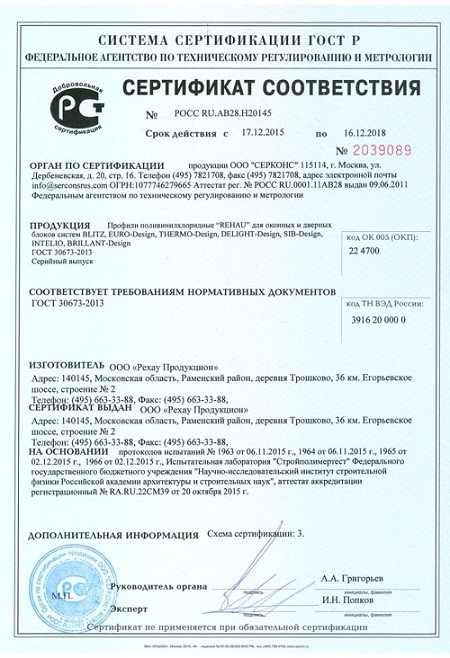 СИСТЕМА СЕРТИФИКАЦИИ ГОСТ Р
ФЕДЕРАЛЬНОЕ АГЕНТСТВО ПО ТЕХНИЧЕСКОМУ РЕГУЛИРОВАНИЮ И МЕТРОЛОГИИ
Добровольная
сертификация
СЕРТИФИКАТ СООТВЕТСТВИЯ
№ РОСС RU.АВ28.Н20145
Срок действия с 17.12.2015 по 16.12.2018
№ 2039089
ОРГАН ПО СЕРТИФИКАЦИИ продукции ООО "СЕРКОНС" 115114, г. Москва, ул.
Дербеневская, д. 20, стр. 16. Телефон (495) 7821708, факс (495) 7821708, адрес электронной почты
info@serconsrus.com ОГРН:1077746279665 Аттестат рег. № РОСС RU.0001.11АВ28 выдан 09.06.2011
Федеральным агентством по техническому регулированию и метрологии
ПРОДУКЦИЯ Профили поливинилхлоридные "REHAU" для оконных и дверных
блоков систем BLITZ, EURO-Design, THERMO-Design, DELIGHT-Design, SIB-Design,
INTELIO, BRILLANT-Design
ГОСТ 30673-2013
Серийный выпуск
код ОК 005 (ОКП):
22 4700
СООТВЕТСТВУЕТ ТРЕБОВАНИЯМ НОРМАТИВНЫХ ДОКУМЕНТОВ
ГОСТ 30673-2013
код ТН ВЭД России:
3916 20 000 0
ИЗГОТОВИТЕЛЬ ООО «Рехау Продукцион»
Адрес: 140145, Московская область, Раменский район, деревня Трошково, 36 км. Егорьевское
шоссе, строение № 2
Телефон: (495) 663-33-88, Факс: (495) 663-33-88,
СЕРТИФИКАТ ВЫДАН ООО «Рехау Продукцион»
Адрес: 140145, Московская область, Раменский район, деревня Трошково, 36 км. Егорьевское
шоссе, строение № 2
Телефон: (495) 663-33-88, Факс: (495) 663-33-88,
НА ОСНОВАНИИ протоколов испытаний № 1963 от 06.11.2015 г., 1964 от 06.11.2015 г., 1965 от
02.12.2015 г., 1966 от 02.12.2015 г., Испытательная лаборатория "Стройполимертест" Федерального
государственного бюджетного учреждения "Научно-исследовательский институт строительной
физики Российской академии архитектуры и строительных наук", аттестат аккредитации
регистрационный № RA.RU.22СМ39 от 20 октября 2015 г.
ДОПОЛНИТЕЛЬНАЯ ИНФОРМАЦИЯ Схема сертификации: 3.
М.П.
Руководитель органа
подпись
А.А. Григорьев
инициалы, фамилия
Эксперт
подпись
И.Н. Попков
инициалы, фамилия
Сертификат не применяется при обязательной сертификации